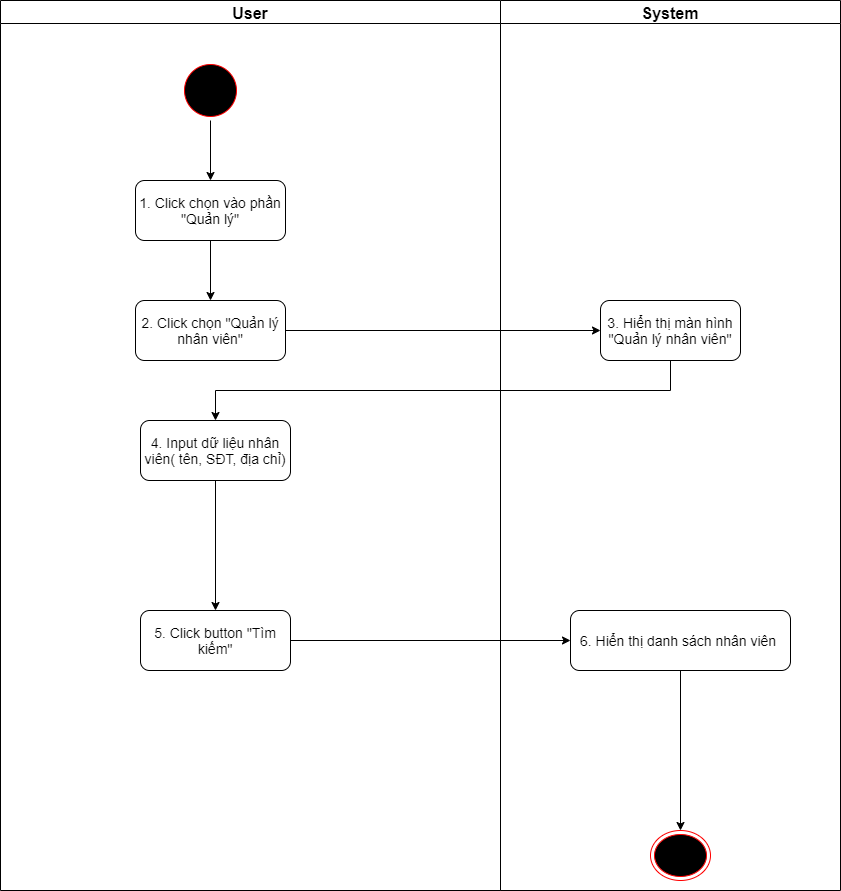 User
System
1. Click chọn vào phần
"Quản lý"
2. Click chọn "Quản lý
nhân viên"
3. Hiển thị màn hình
"Quản lý nhân viên"
4. Input dữ liệu nhân
viên( tên, SĐT, địa chỉ)
5. Click button "Tìm
kiếm"
6. Hiển thị danh sách nhân viên